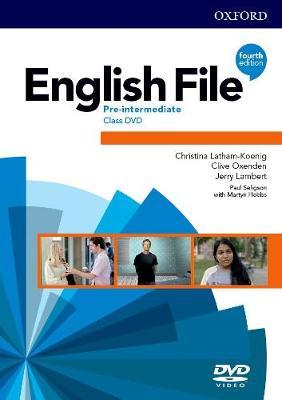 OXFORD
fourth
edition
English File
Pre-intermediate
Class DVD
Christina Latham-Koenig
Clive Oxenden
Jerry Lambert
Paul Seligson
with Martyn Hobbs
DVD
VIDEO